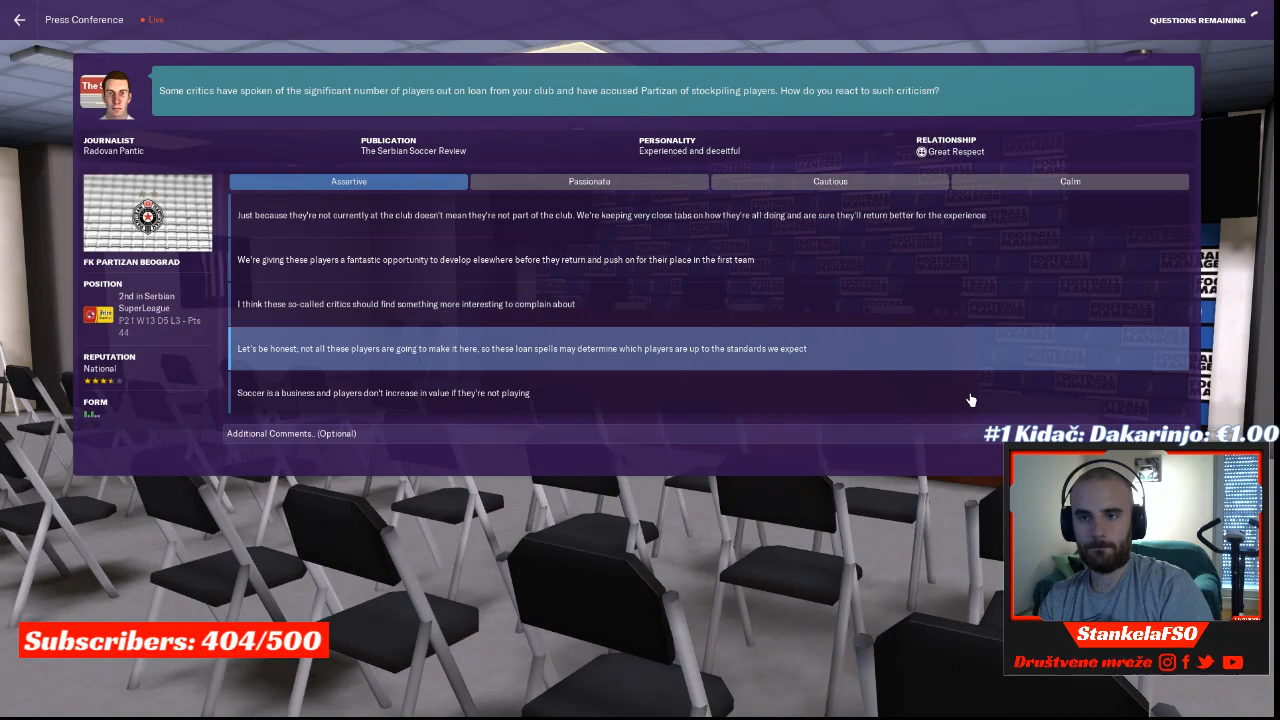 Press Conference
Live
QUESTIONS REMAINING
Some critics have spoken of the significant number of players out on loan from your club and have accused Partizan of stockpiling players. How do you react to such criticism?
JOURNALIST
Radovan Pantic
PUBLICATION
The Serbian Soccer Review
PERSONALITY
Experienced and deceitful
RELATIONSHIP
Great Respect
Assertive
Passionate
Cautious
Calm
Just because they're not currently at the club doesn't mean they're not part of the club. We're keeping very close tabs on how they're all doing and are sure they'll return better for the experience
We're giving these players a fantastic opportunity to develop elsewhere before they return and push on for their place in the first team
I think these so-called critics should find something more interesting to complain about
Let's be honest; not all these players are going to make it here, so these loan spells may determine which players are up to the standards we expect
Soccer is a business and players don't increase in value if they're not playing
Additional Comments.. (Optional)
FK PARTIZAN BEOGRAD
POSITION
2nd in Serbian
SuperLeague
P21 W13 D5 L3 - Pts
44
REPUTATION
National
FORM
#1 Kidač: Dakarinjo: €1.00
StankelaFSO
Društvene mreže
Subscribers: 404/500